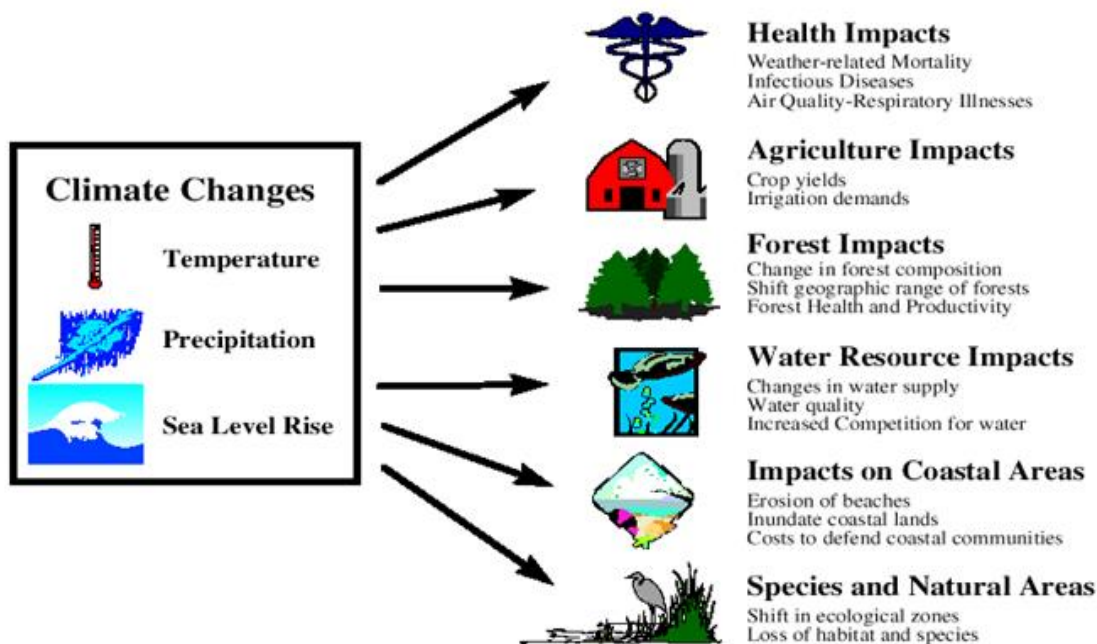 Climate Changes
Temperature
Precipitation
Sea Level Rise
Health Impacts
Weather-related Mortality
Infectious Diseases
Air Quality-Respiratory Illnesses
Agriculture Impacts
Crop yields
Irrigation demands
Forest Impacts
Change in forest composition
Shift geographic range of forests
Forest Health and Productivity
Water Resource Impacts
Changes in water supply
Water quality
Increased Competition for water
Impacts on Coastal Areas
Erosion of beaches
Inundate coastal lands
Costs to defend coastal communities
Species and Natural Areas
Shift in ecological zones
Loss of habitat and species